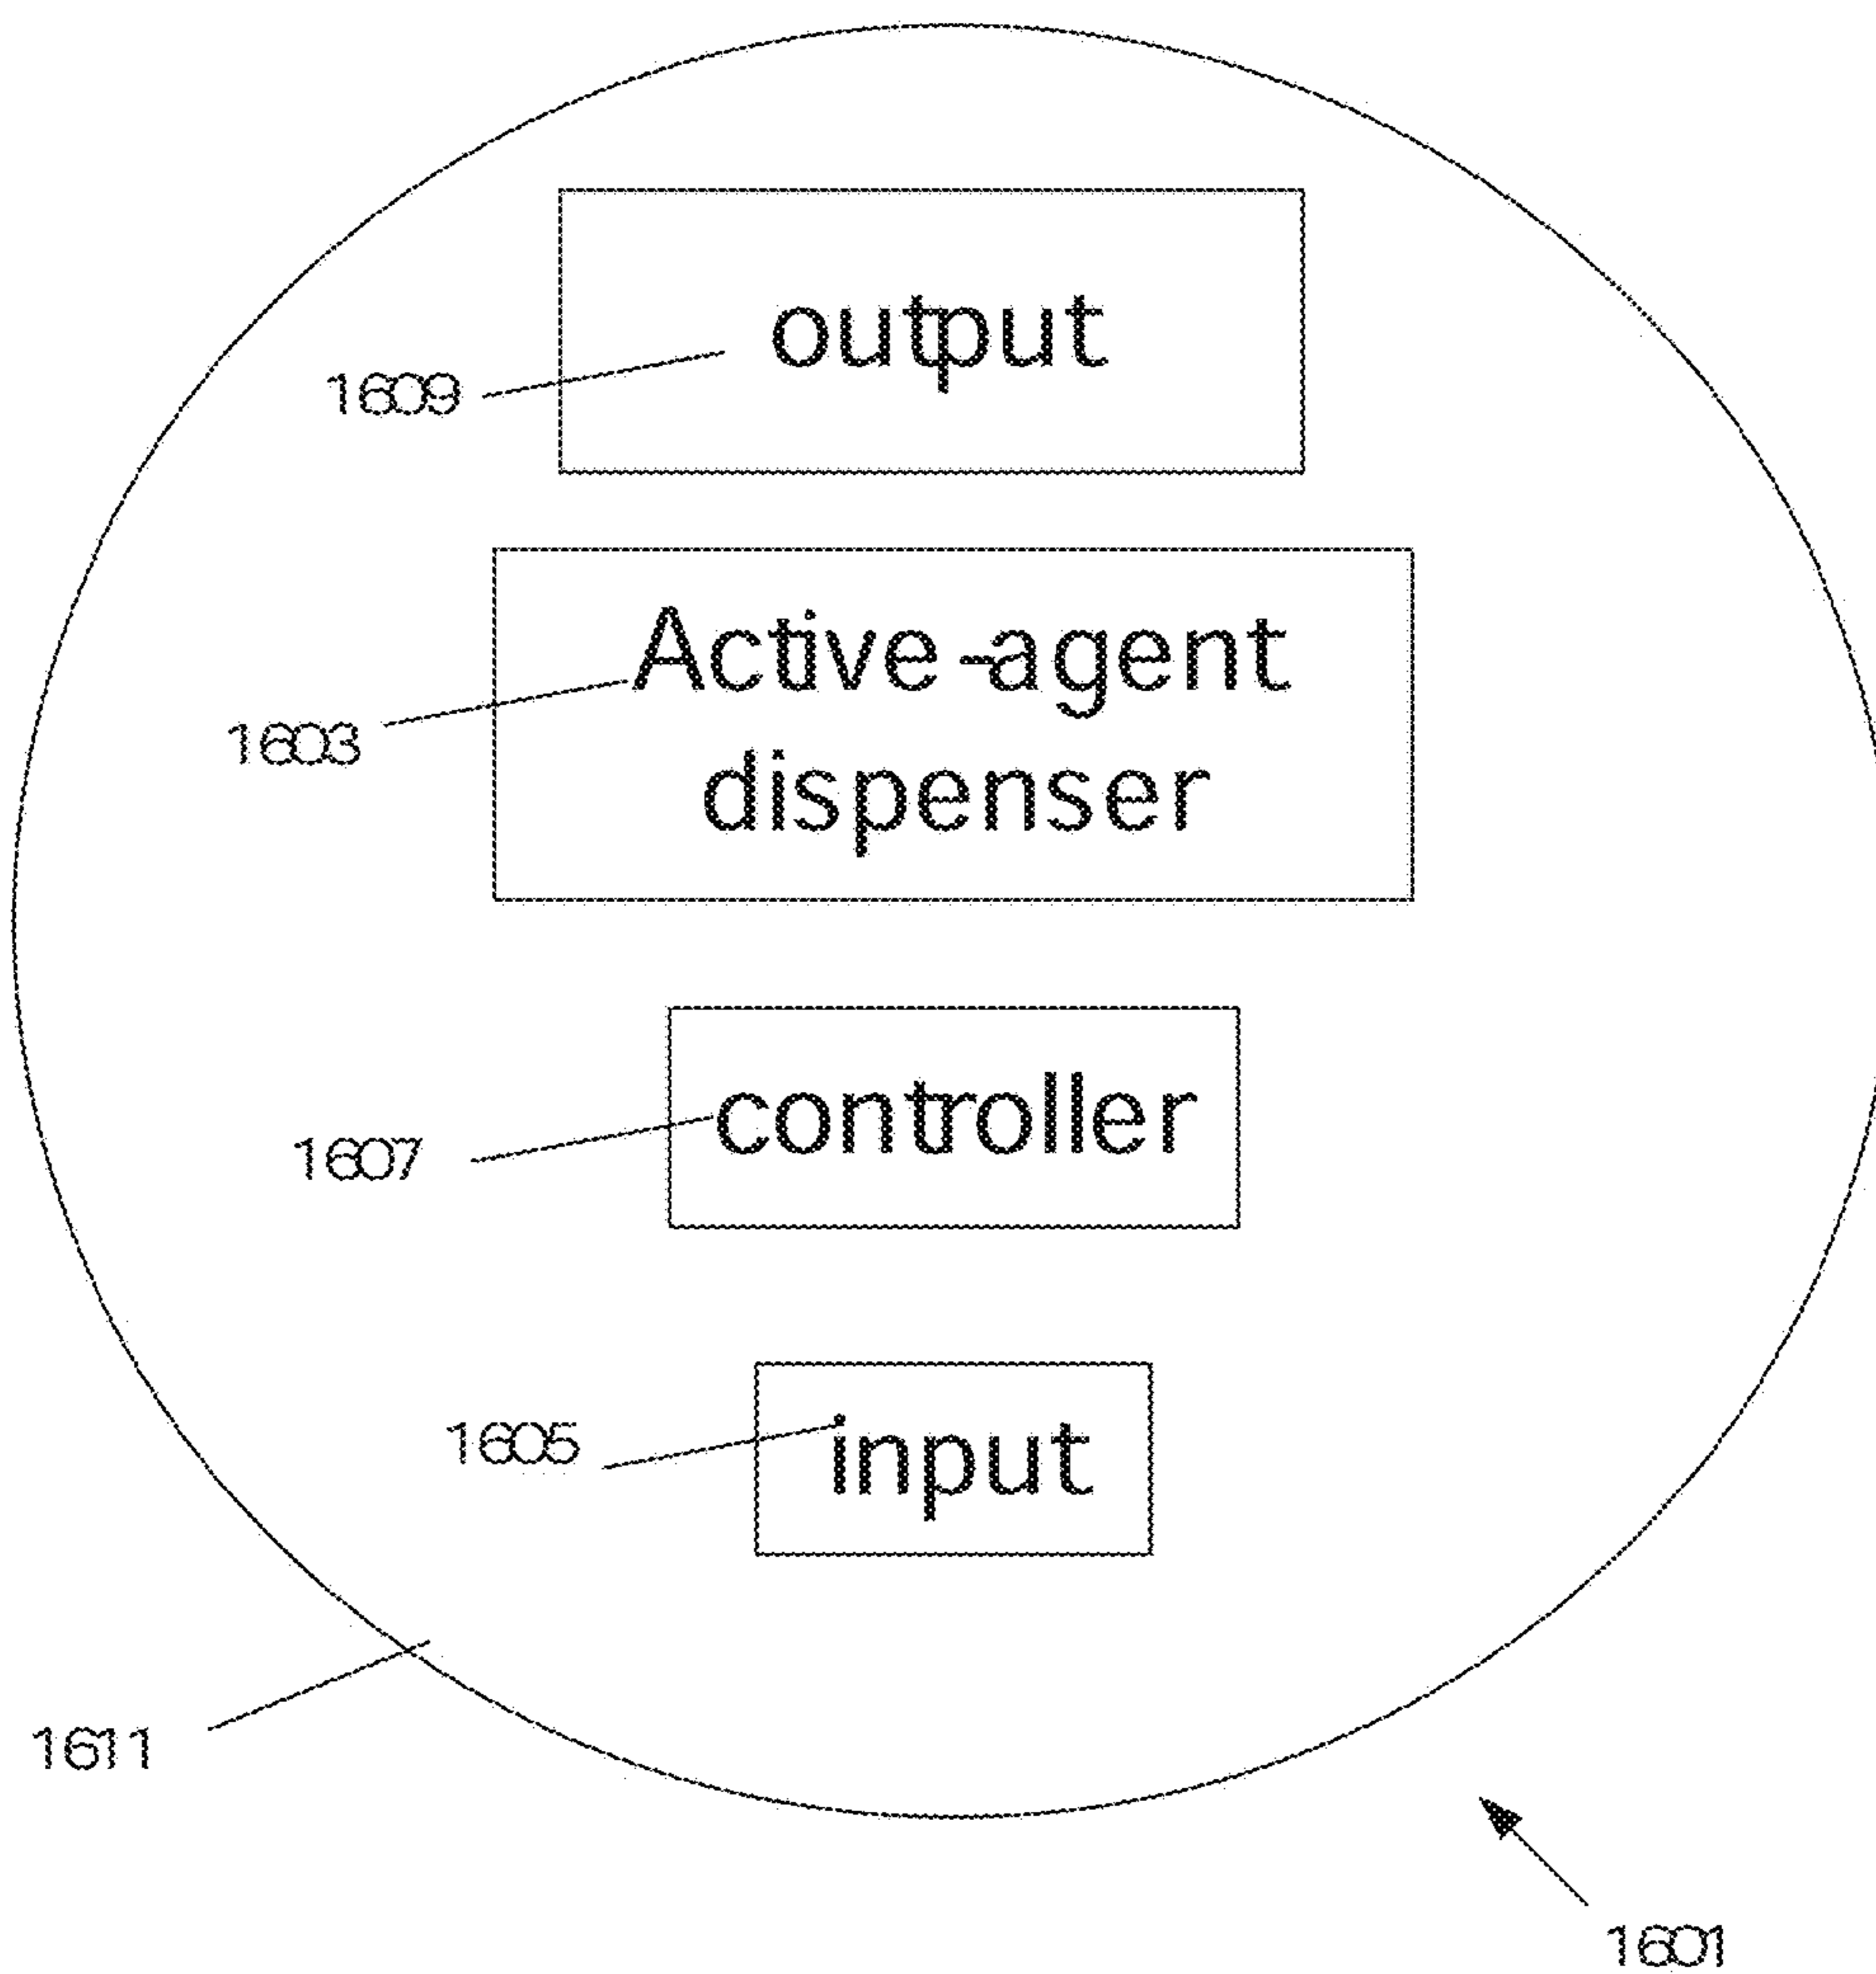 output
1609
Active-agent
dispenser
1603
controller
1607
input
1605
1611
1601